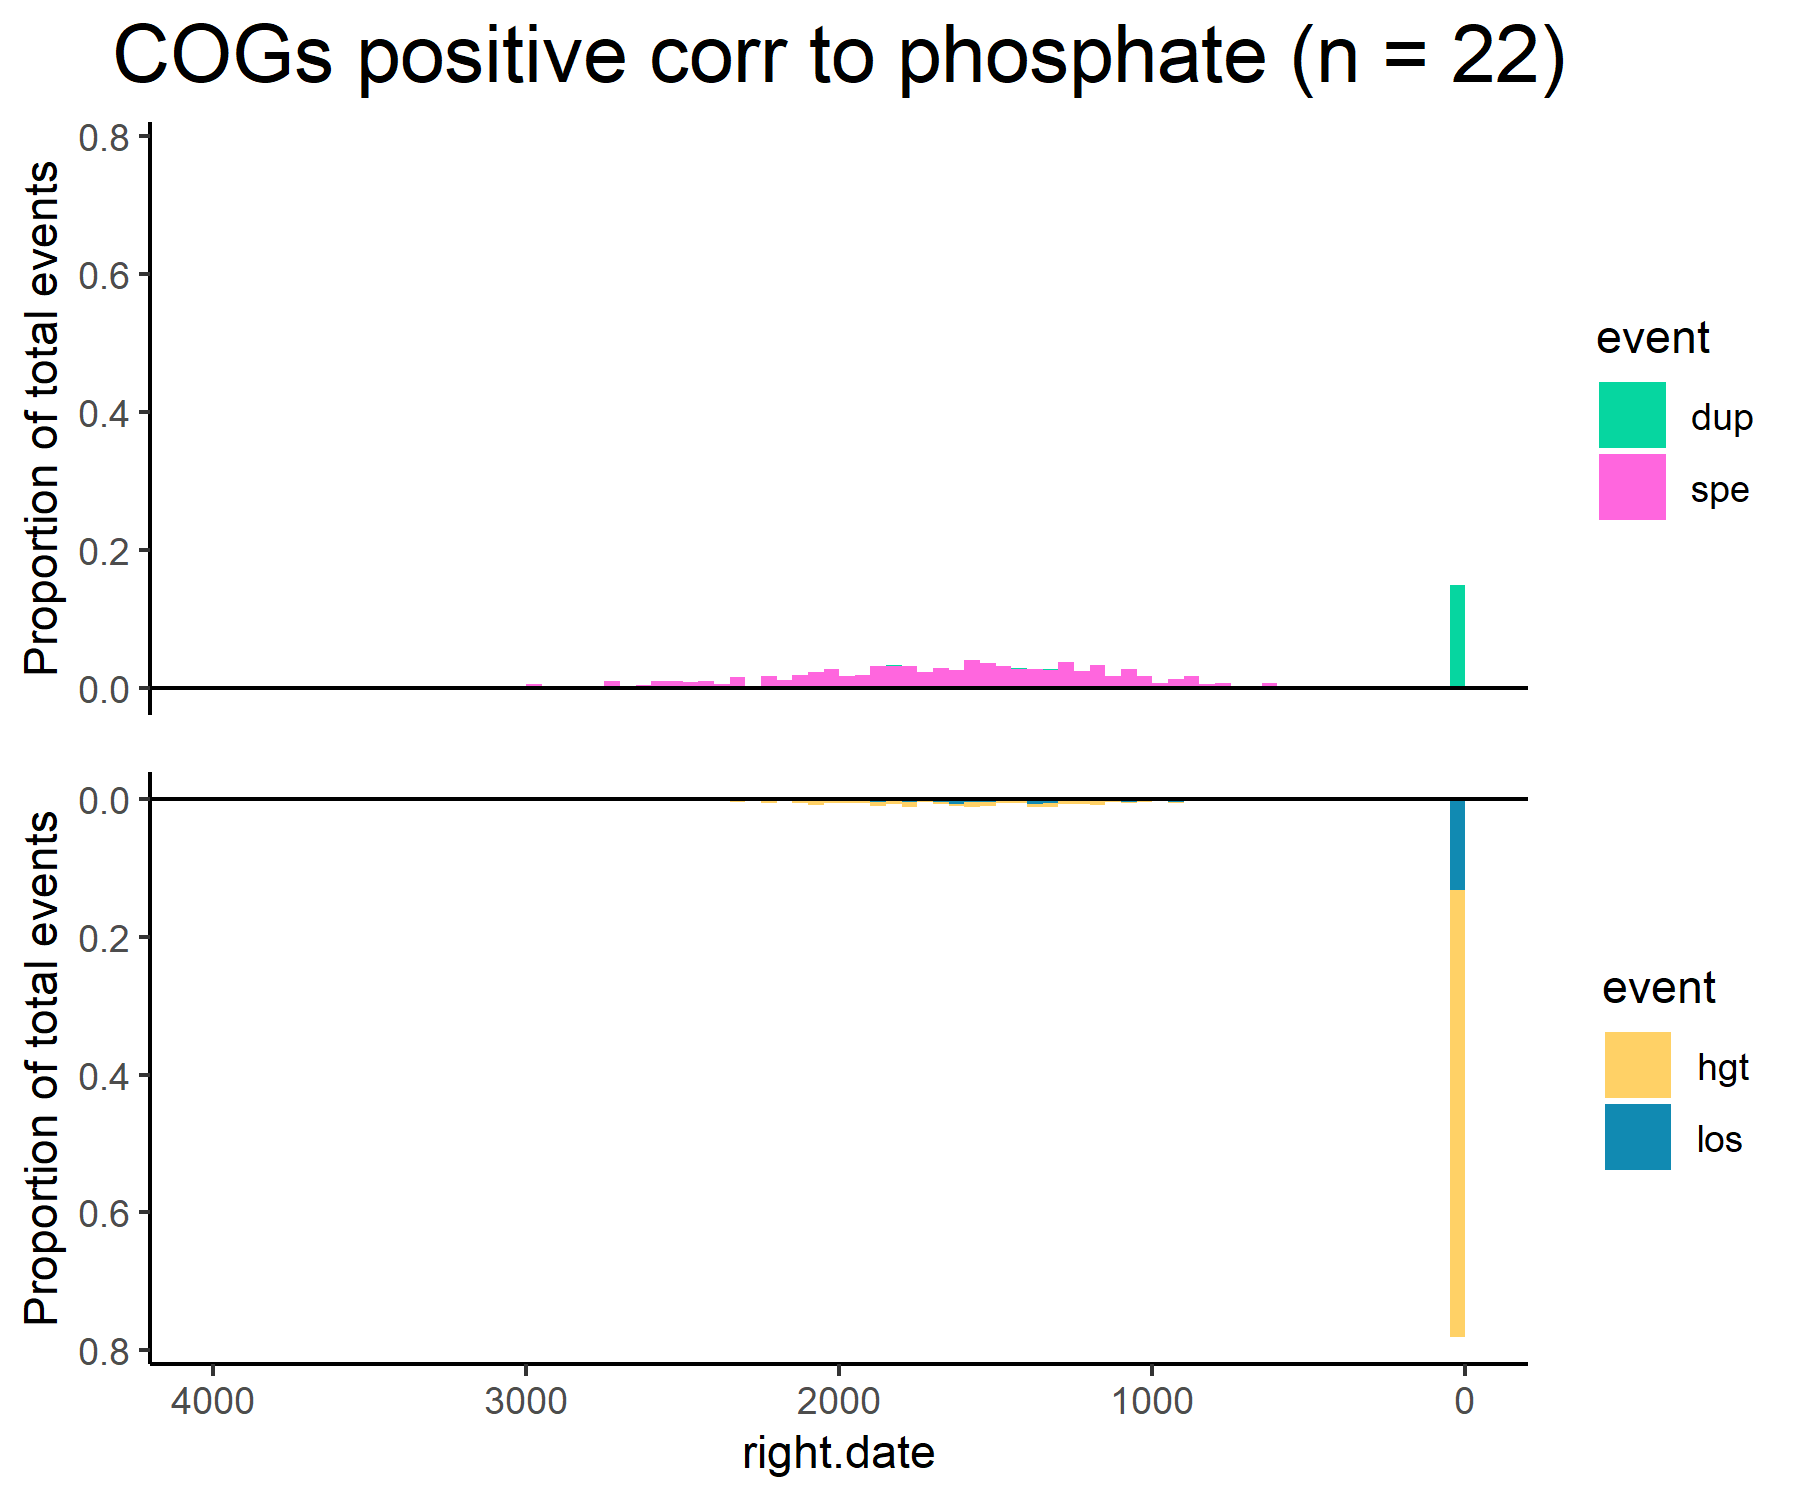 COGs positive corr to phosphate (n = 22)
Proportion of total events
0.8
0.6
0.4
0.2
0.0
event
dup
spe
Proportion of total events
0.0
0.2
0.4
0.6
0.8
event
hgt
los
4000 3000 2000 1000 0
right.date